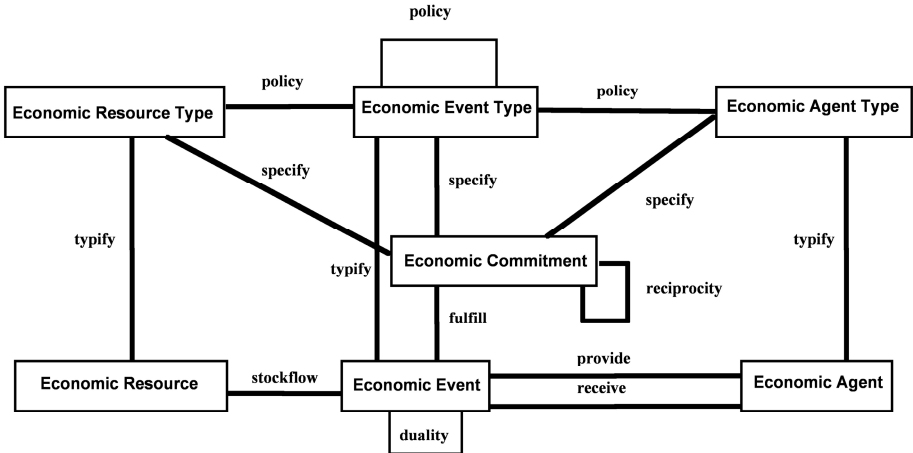 policy
policy
policy
Economic Resource Type
Economic Event Type
Economic Agent Type
specify
specify
specify
typify
typify
typify
Economic Commitment
reciprocity
fulfill
provide
Economic Resource
stockflow
Economic Event
receive
Economic Agent
duality